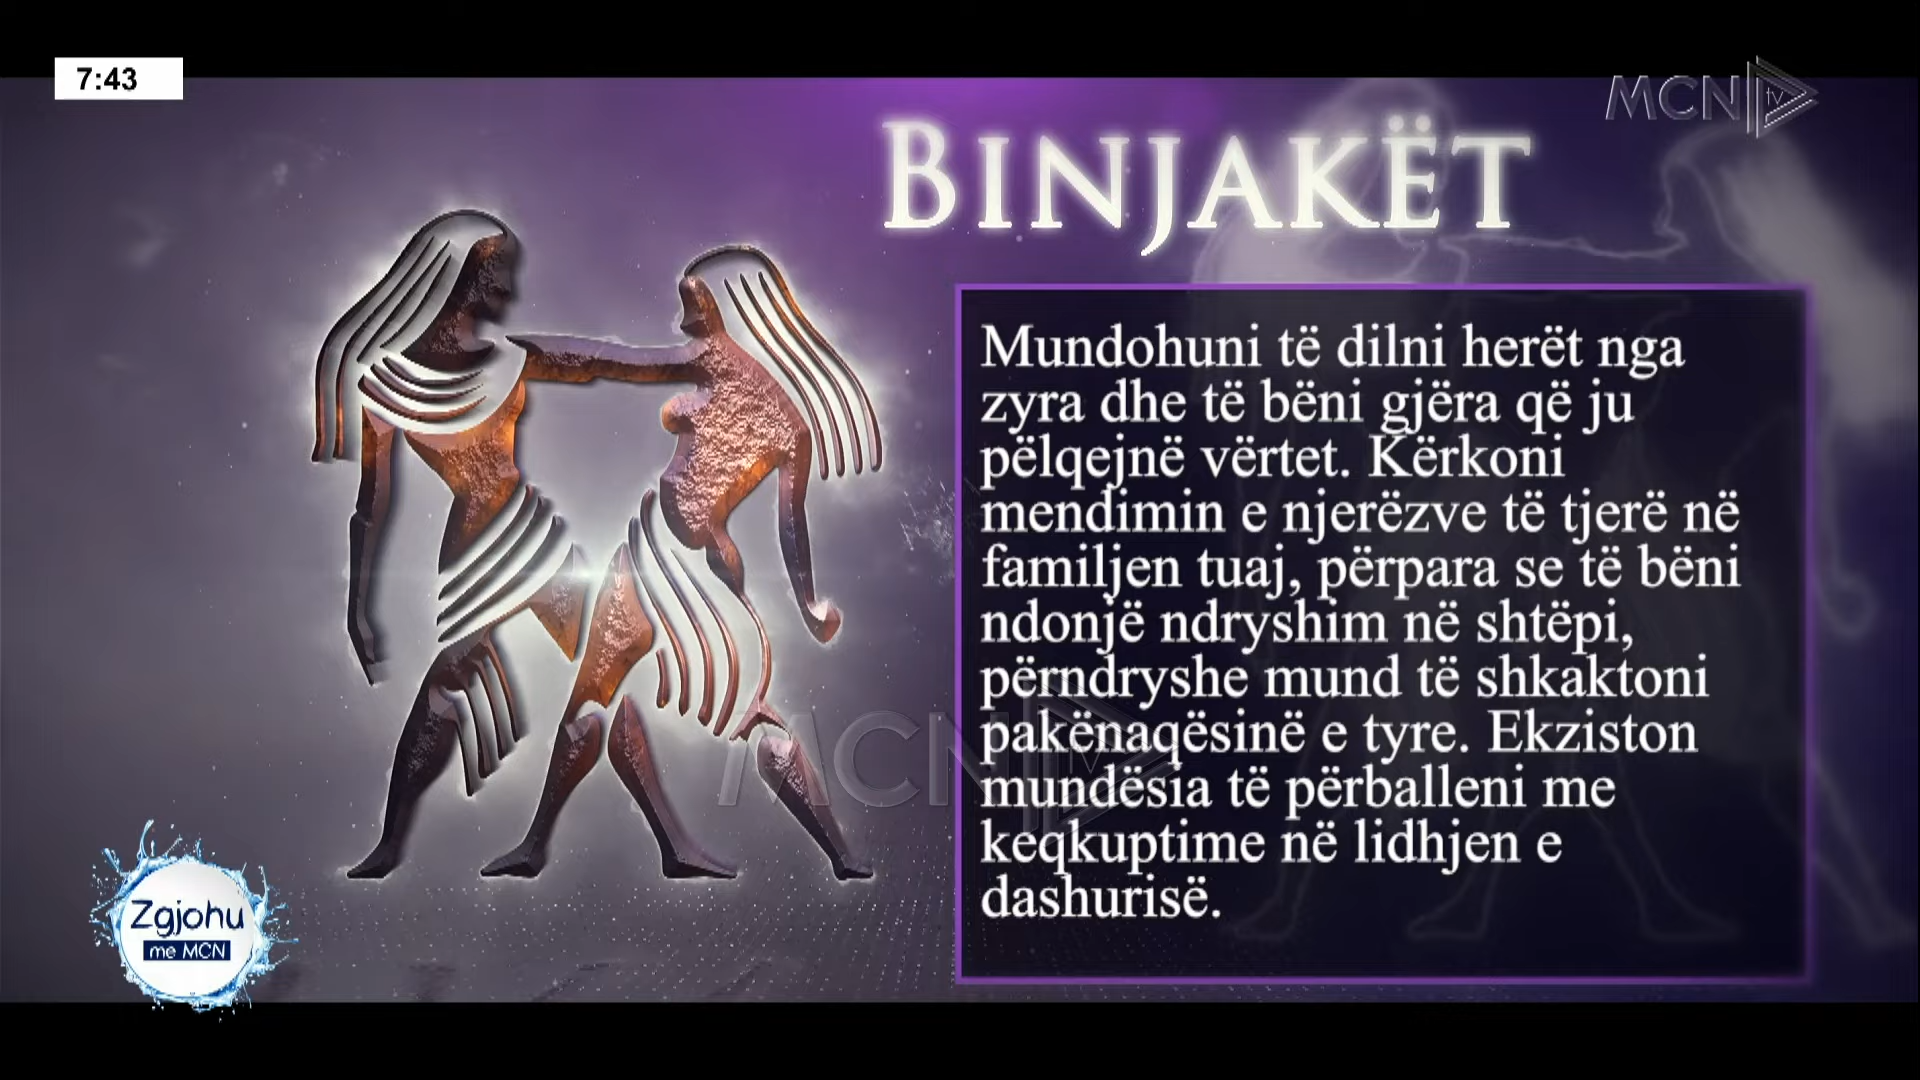 7:43
MCN tv
BINJAKËT
Mundohuni të dilni herët nga
zyra dhe të bëni gjëra që ju
pëlqejnë vërtet. Kërkoni
mendimin e njerëzve të tjerë në
familjen tuaj, përpara se të bëni
ndonjë ndryshim në shtëpi,
përndryshe mund të shkaktoni
pakënaqësinë e tyre. Ekziston
mundësia të përballeni me
keqkuptime në lidhjen e
dashurisë.
MCN tv
Zgjohu
me MCN